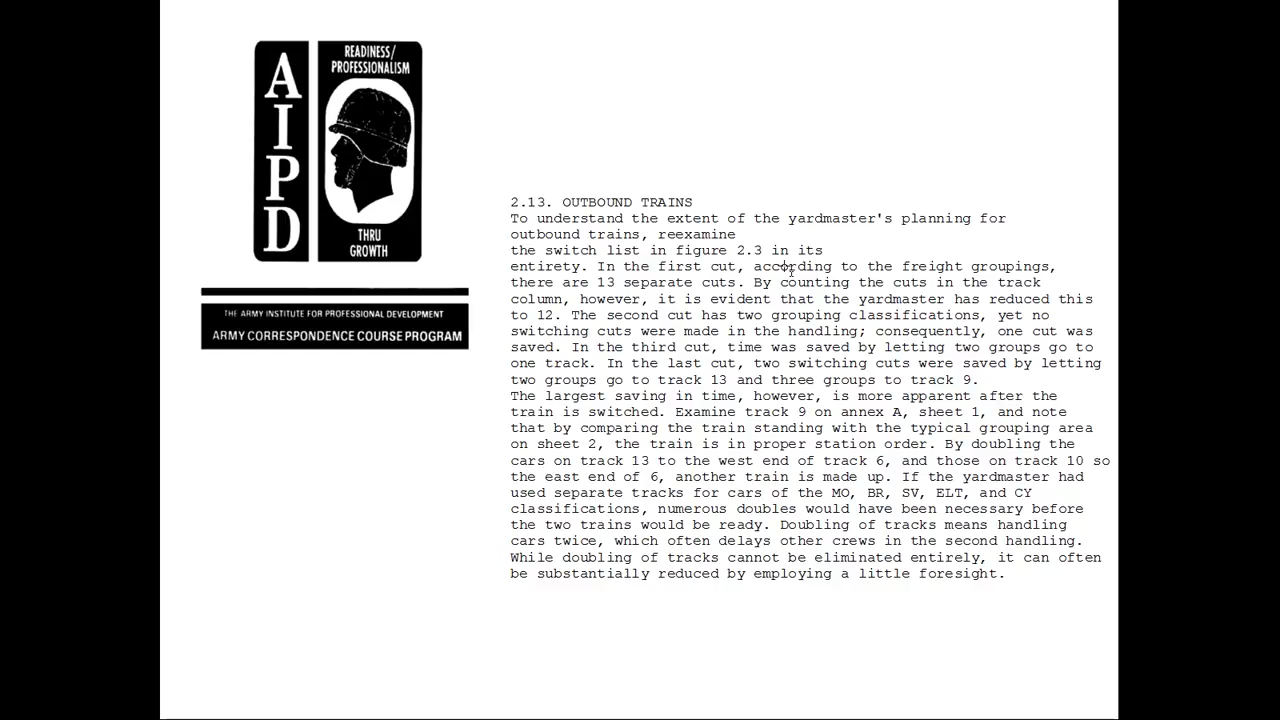 A
I
P
D
READINESS/
PROFESSIONALISM
THRU
GROWTH
THE ARMY INSTITUTE FOR PROFESSIONAL DEVELOPMENT
ARMY CORRESPONDENCE COURSE PROGRAM
2.13. OUTBOUND TRAINS
To understand the extent of the yardmaster's planning for
outbound trains, reexamine
the switch list in figure 2.3 in its
entirety. In the first cut, according to the freight groupings,
there are 13 separate cuts. By counting the cuts in the track
column, however, it is evident that the yardmaster has reduced this
to 12. The second cut has two grouping classifications, yet no
switching cuts were made in the handling; consequently, one cut was
saved. In the third cut, time was saved by letting two groups go to
one track. In the last cut, two switching cuts were saved by letting
two groups go to track 13 and three groups to track 9.
The largest saving in time, however, is more apparent after the
train is switched. Examine track 9 on annex A, sheet 1, and note
that by comparing the train standing with the typical grouping area
on sheet 2, the train is in proper station order. By doubling the
cars on track 13 to the west end of track 6, and those on track 10 so
the east end of 6, another train is made up. If the yardmaster had
used separate tracks for cars of the MO, BR, SV, ELT, and CY
classifications, numerous doubles would have been necessary before
the two trains would be ready. Doubling of tracks means handling
cars twice, which often delays other crews in the second handling.
While doubling of tracks cannot be eliminated entirely, it can often
be substantially reduced by employing a little foresight.